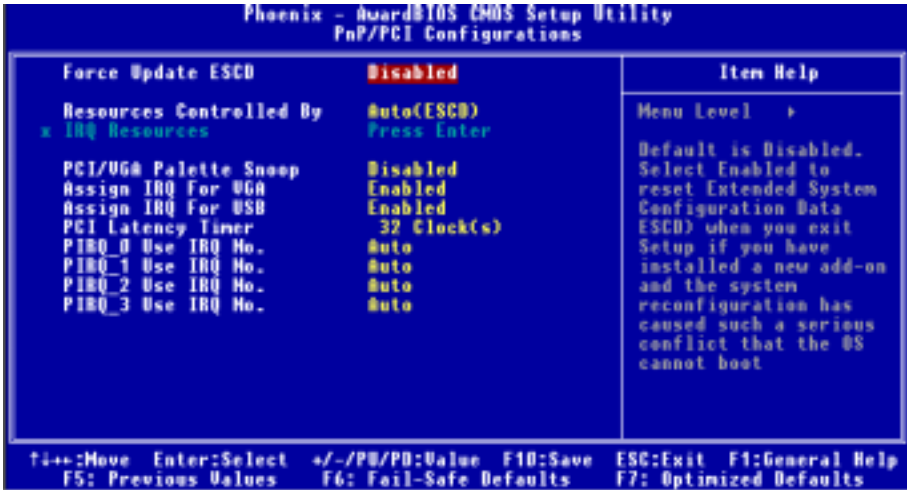 Phoenix - AwardBIOS CMOS Setup Utility
PnP/PCI Configurations
Force Update ESCD Disabled
Resources Controlled By Auto(ESCD)
x IRQ Resources Press Enter
PCI/VGA Palette Snoop Disabled
Assign IRQ For VGA Enabled
Assign IRQ For USB Enabled
PCI Latency Timer 32 Clock(s)
PIRQ_0 Use IRQ No. Auto
PIRQ_1 Use IRQ No. Auto
PIRQ_2 Use IRQ No. Auto
PIRQ_3 Use IRQ No. Auto
Item Help
Menu Level ▸
Default is Disabled.
Select Enabled to
reset Extended System
Configuration Data
ESCD) when you exit
Setup if you have
installed a new add-on
and the system
reconfiguration has
caused such a serious
conflict that the OS
cannot boot
↑↓→←:Move Enter:Select +/-/PU/PD:Value F10:Save ESC:Exit F1:General Help
F5: Previous Values F6: Fail-Safe Defaults F7: Optimized Defaults